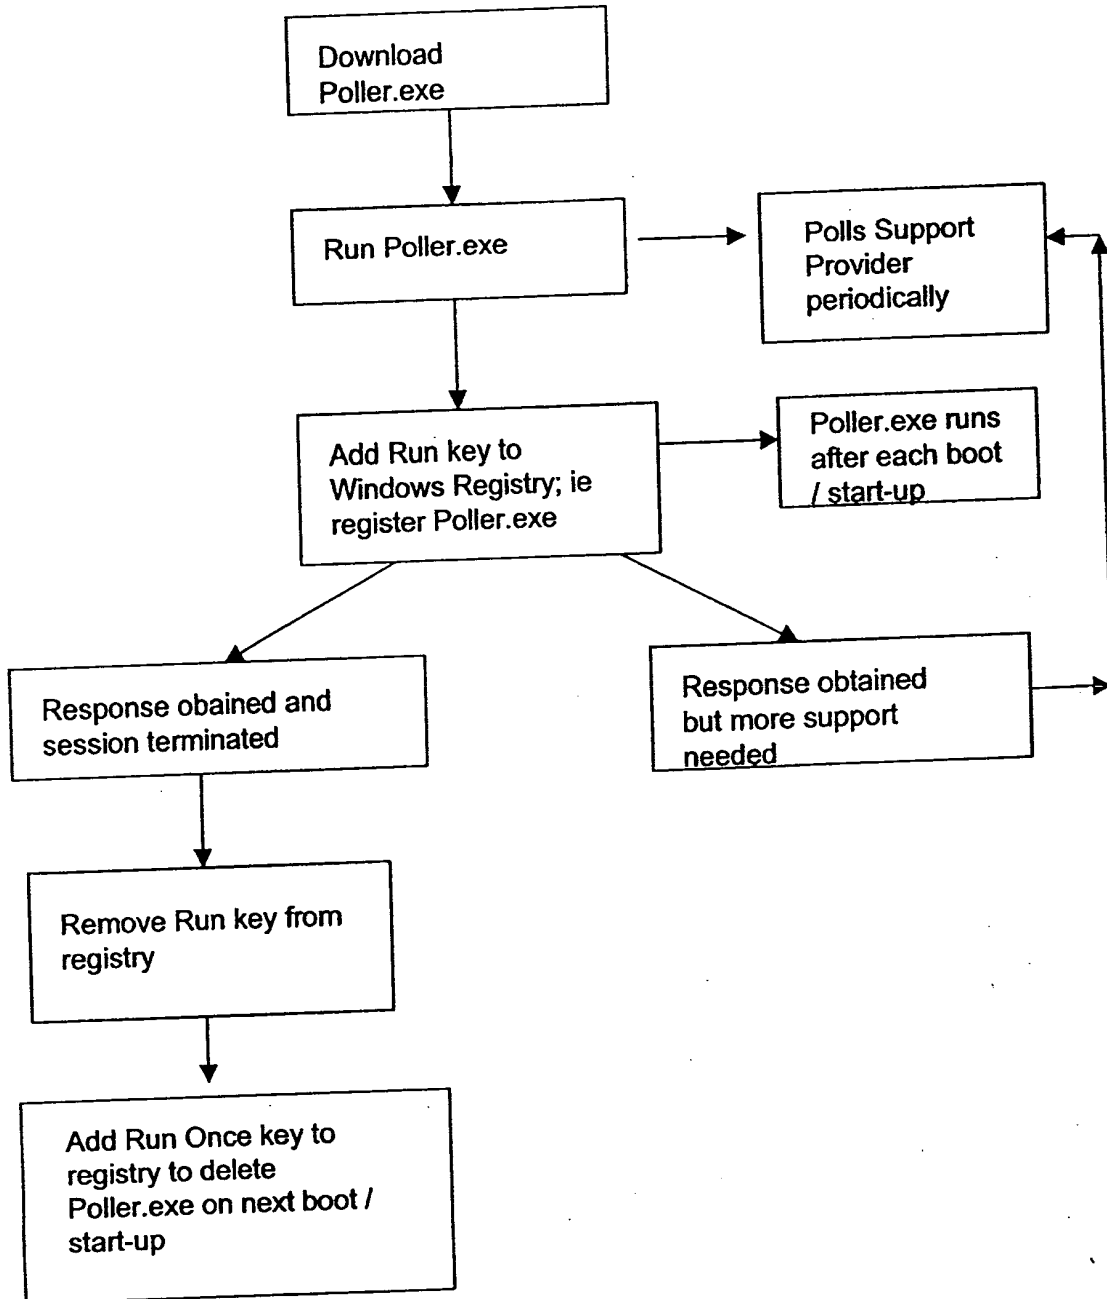 Download
Poller.exe
Run Poller.exe
Polls Support
Provider
periodically
Add Run key to
Windows Registry; ie
register Poller.exe
Poller.exe runs
after each boot
/ start-up
Response obained and
session terminated
Response obtained
but more support
needed
Remove Run key from
registry
Add Run Once key to
registry to delete
Poller.exe on next boot /
start-up